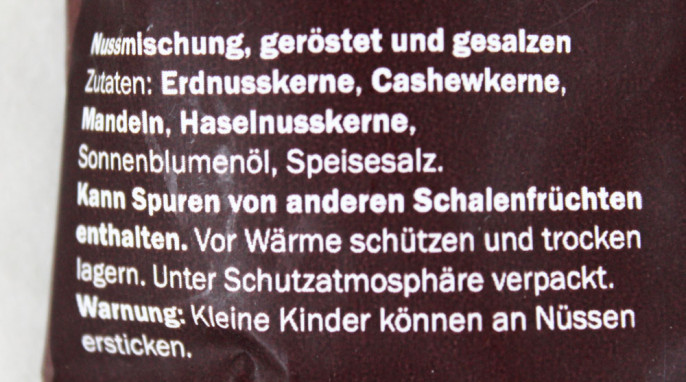 Nussmischung, geröstet und gesalzen
Zutaten: Erdnusskerne, Cashewkerne,
Mandeln, Haselnusskerne,
Sonnenblumenöl, Speisesalz.
Kann Spuren von anderen Schalenfrüchten
enthalten. Vor Wärme schützen und trocken
lagern. Unter Schutzatmosphäre verpackt.
Warnung: Kleine Kinder können an Nüssen
ersticken.